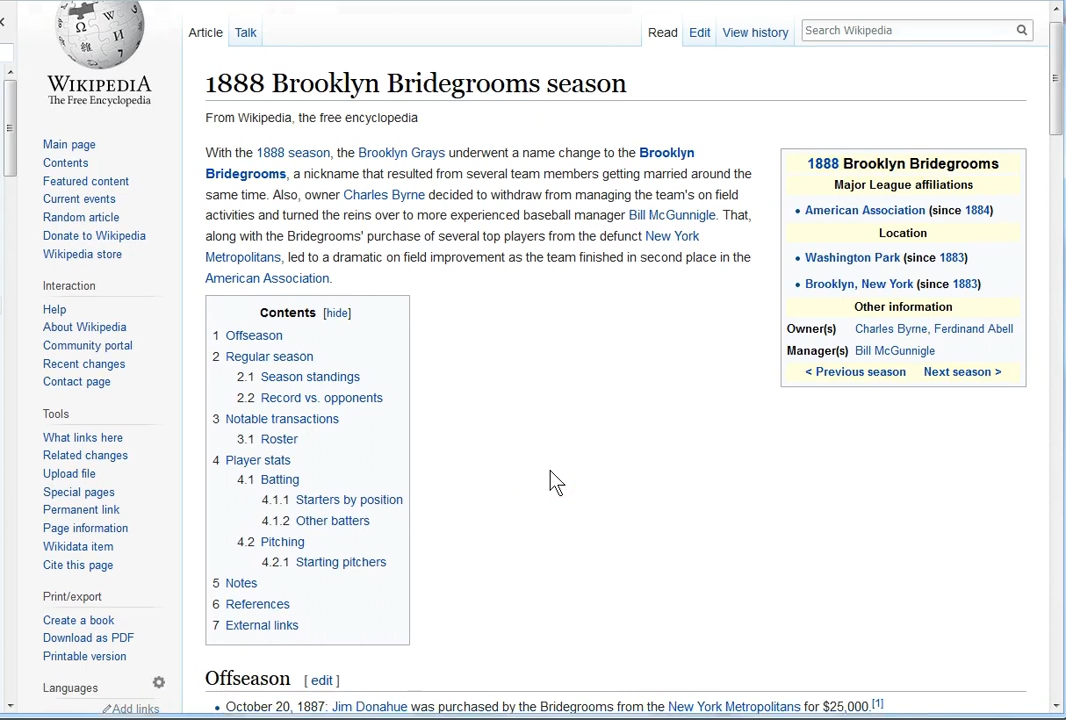 Article Talk Read Edit View history Search Wikipedia
WIKIPEDIA
The Free Encyclopedia
Main page
Contents
Featured content
Current events
Random article
Donate to Wikipedia
Wikipedia store
Interaction
Help
About Wikipedia
Community portal
Recent changes
Contact page
Tools
What links here
Related changes
Upload file
Special pages
Permanent link
Page information
Wikidata item
Cite this page
Print/export
Create a book
Download as PDF
Printable version
Languages
Add links
1888 Brooklyn Bridegrooms season
From Wikipedia, the free encyclopedia
With the 1888 season, the Brooklyn Grays underwent a name change to the Brooklyn
Bridegrooms, a nickname that resulted from several team members getting married around the
same time. Also, owner Charles Byrne decided to withdraw from managing the team's on field
activities and turned the reins over to more experienced baseball manager Bill McGunnigle. That,
along with the Bridegrooms' purchase of several top players from the defunct New York
Metropolitans, led to a dramatic on field improvement as the team finished in second place in the
American Association.
1888 Brooklyn Bridegrooms
Major League affiliations
• American Association (since 1884)
Location
• Washington Park (since 1883)
• Brooklyn, New York (since 1883)
Other information
Owner(s) Charles Byrne, Ferdinand Abell
Manager(s) Bill McGunnigle
< Previous season Next season >
Contents [hide]
1 Offseason
2 Regular season
2.1 Season standings
2.2 Record vs. opponents
3 Notable transactions
3.1 Roster
4 Player stats
4.1 Batting
4.1.1 Starters by position
4.1.2 Other batters
4.2 Pitching
4.2.1 Starting pitchers
5 Notes
6 References
7 External links
Offseason [ edit ]
• October 20, 1887: Jim Donahue was purchased by the Bridegrooms from the New York Metropolitans for $25,000.[1]